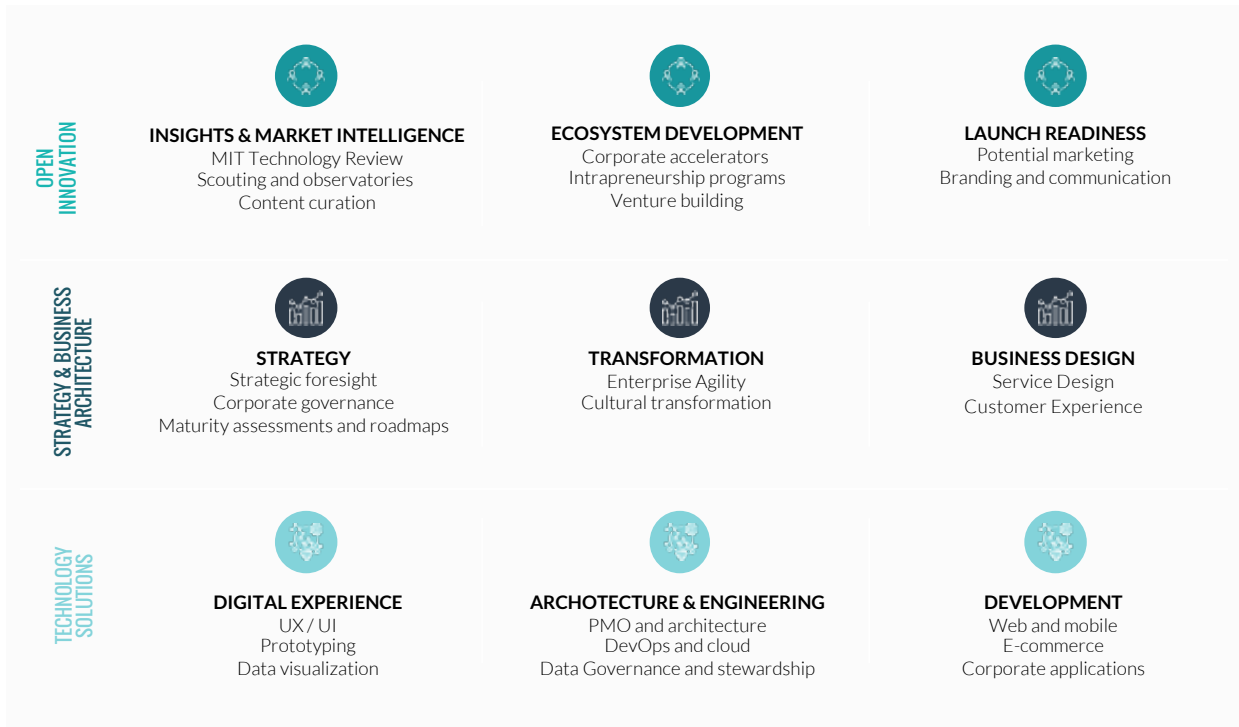 OPEN
INNOVATION
INSIGHTS & MARKET INTELLIGENCE
MIT Technology Review
Scouting and observatories
Content curation
ECOSYSTEM DEVELOPMENT
Corporate accelerators
Intrapreneurship programs
Venture building
LAUNCH READINESS
Potential marketing
Branding and communication
STRATEGY & BUSINESS
ARCHITECTURE
STRATEGY
Strategic foresight
Corporate governance
Maturity assessments and roadmaps
TRANSFORMATION
Enterprise Agility
Cultural transformation
BUSINESS DESIGN
Service Design
Customer Experience
TECHNOLOGY
SOLUTIONS
DIGITAL EXPERIENCE
UX / UI
Prototyping
Data visualization
ARCHOTECTURE & ENGINEERING
PMO and architecture
DevOps and cloud
Data Governance and stewardship
DEVELOPMENT
Web and mobile
E-commerce
Corporate applications